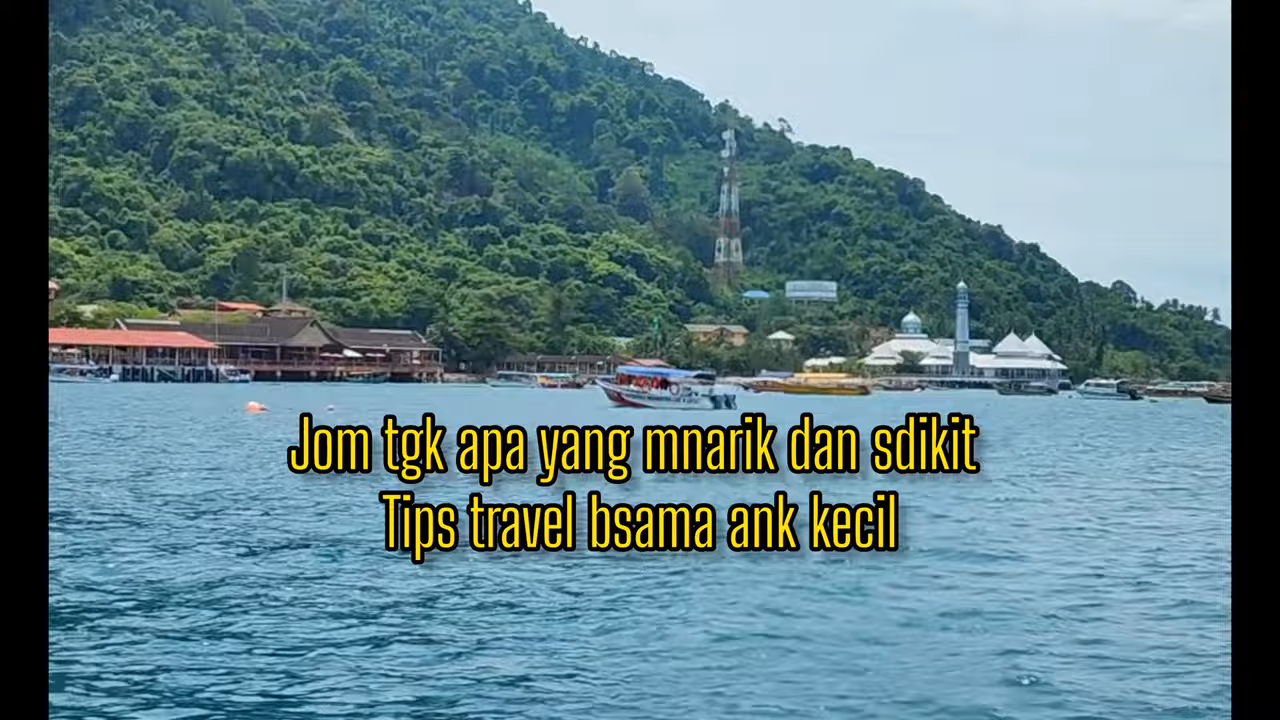 Jom tgk apa yang mnarik dan sdikit
Tips travel bsama ank kecil